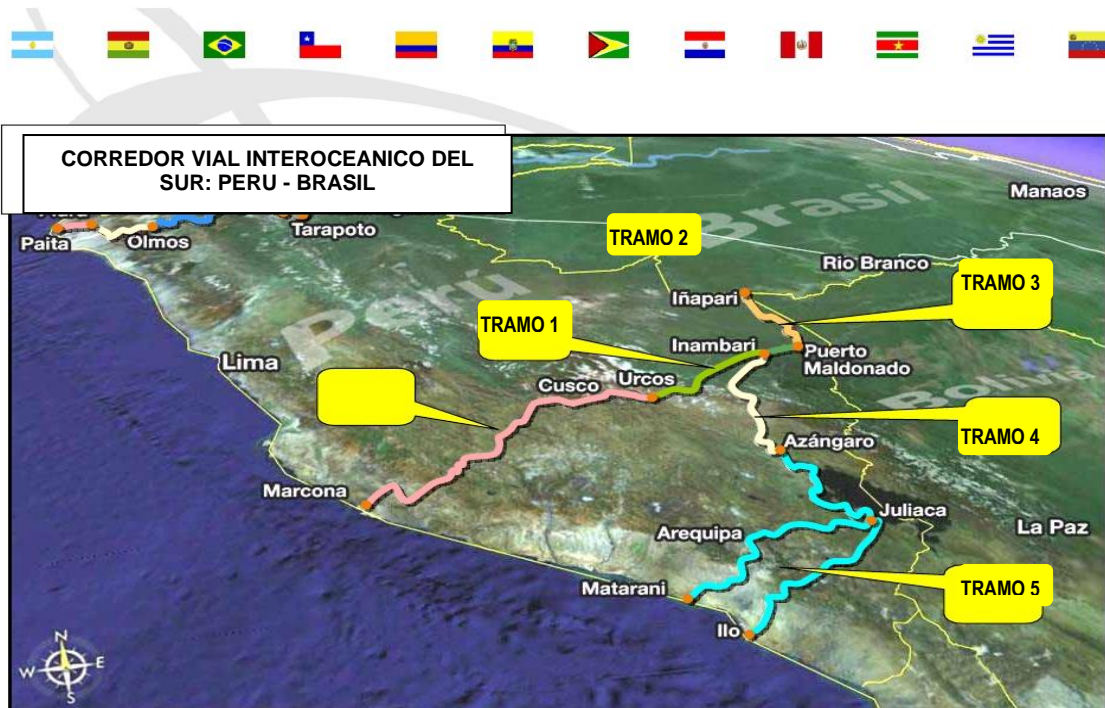 CORREDOR VIAL INTEROCEANICO DEL
SUR: PERU - BRASIL
Manaos
Paita
Olmos
Tarapoto
Brasil
TRAMO 2
Rio Branco
TRAMO 3
Iñapari
Perú
TRAMO 1
Inambari
Puerto
Maldonado
Lima
Cusco
Urcos
Bolivia
TRAMO 4
Azángaro
Marcona
Juliaca
Arequipa
La Paz
Matarani
TRAMO 5
Ilo
N
W
E
S